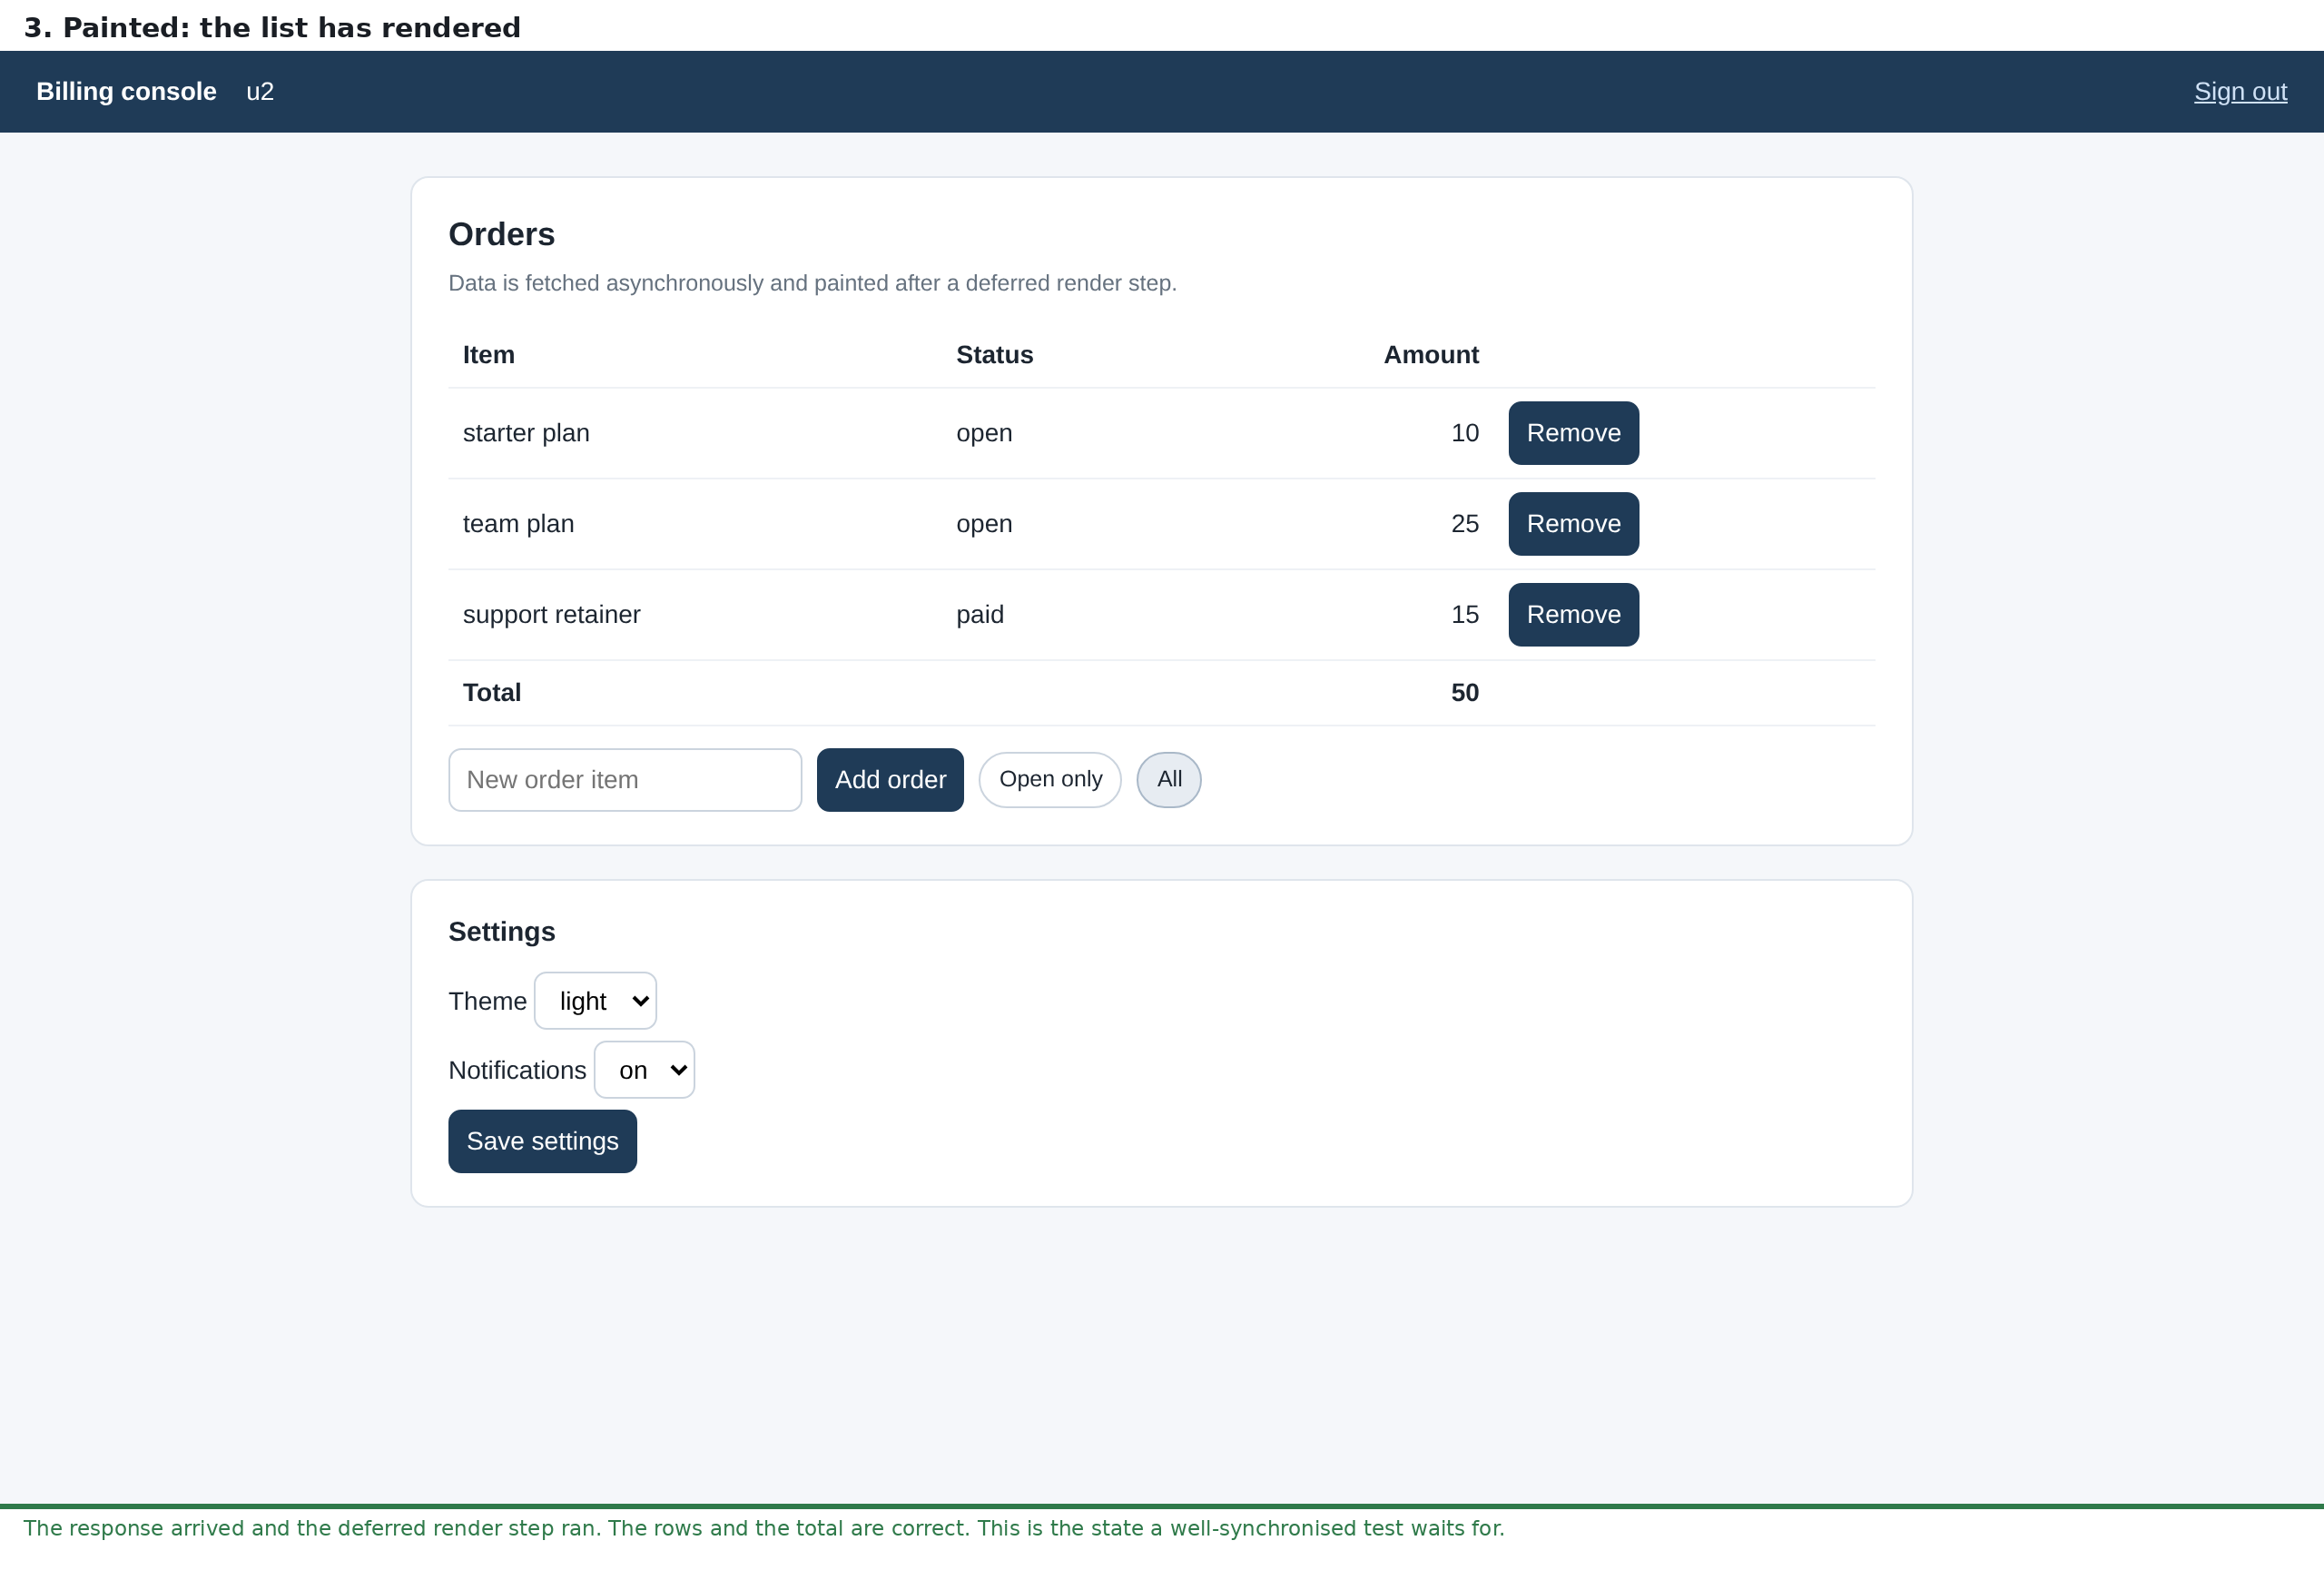 3. Painted: the list has rendered
Billing console u2 Sign out
Orders
Data is fetched asynchronously and painted after a deferred render step.
Item Status Amount
starter plan open 10 Remove
team plan open 25 Remove
support retainer paid 15 Remove
Total 50
New order item Add order Open only All
Settings
Theme light
Notifications on
Save settings
The response arrived and the deferred render step ran. The rows and the total are correct. This is the state a well-synchronised test waits for.